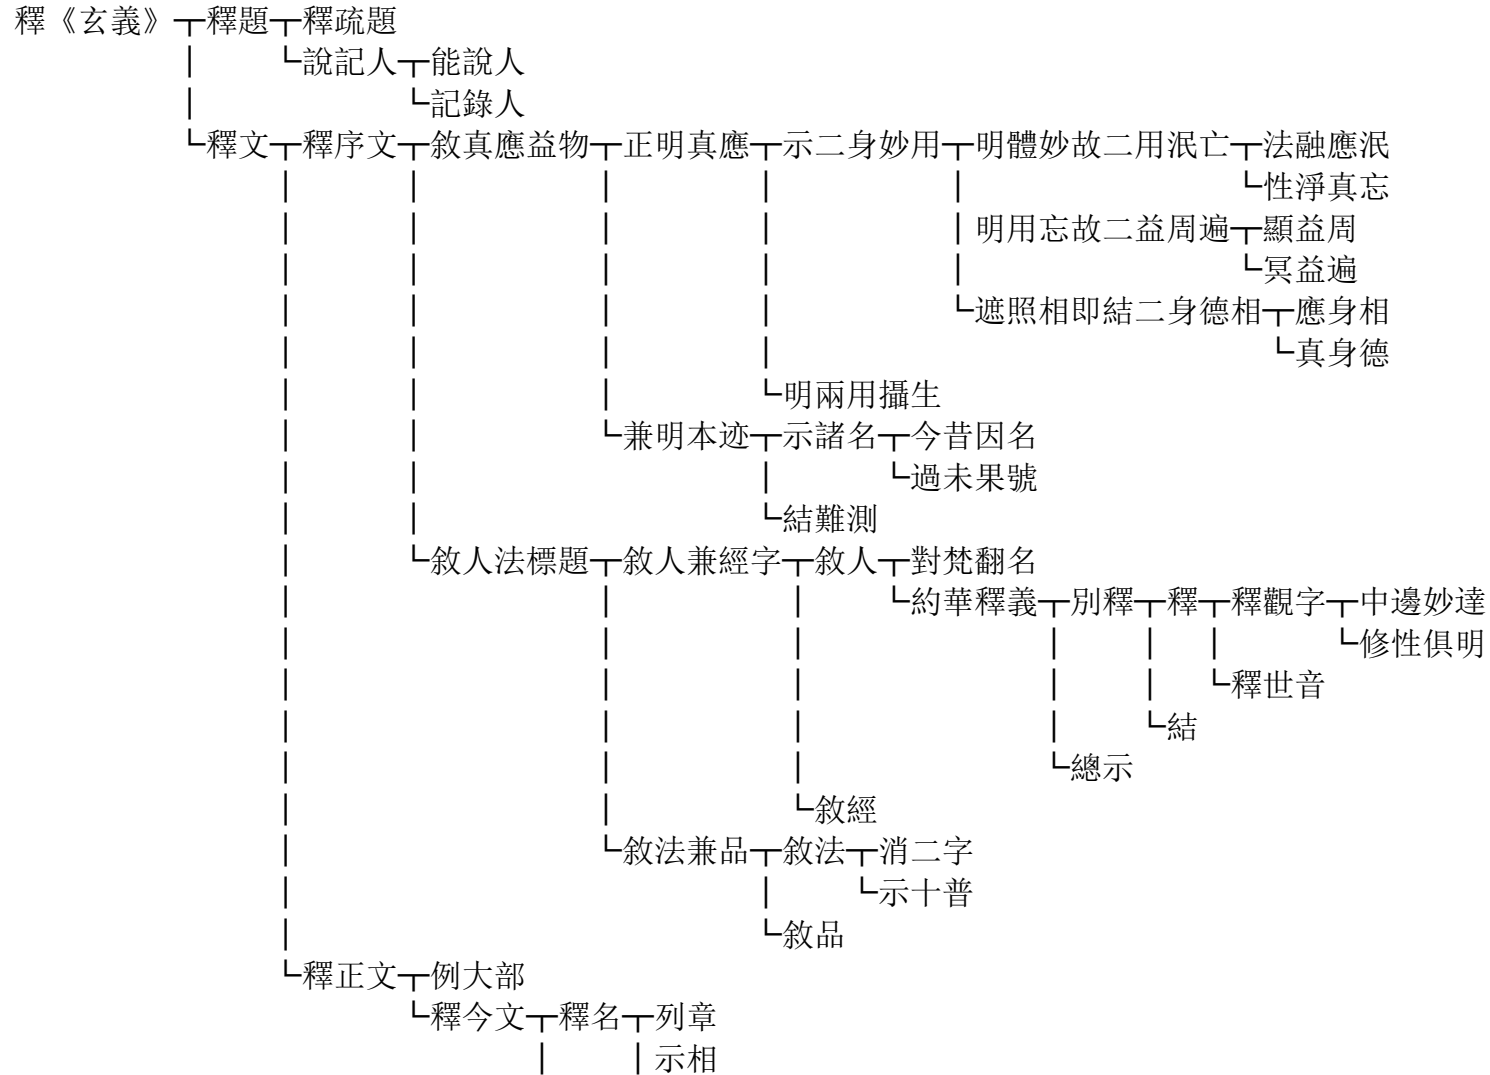 釋《玄義》┬釋題┬釋疏題
│ └說記人┬能說人
│ └記錄人
└釋文┬釋序文┬敘真應益物┬正明真應┬示二身妙用┬明體妙故二用泯亡┬法融應泯
│ │ │ │ │ └性淨真忘
│ │ │ │ │明用忘故二益周遍┬顯益周
│ │ │ │ │ └冥益遍
│ │ │ │ └遮照相即結二身德相┬應身相
│ │ │ │ └真身德
│ │ │ └明兩用攝生
│ │ └兼明本迹┬示諸名┬今昔因名
│ │ │ └過未果號
│ │ └結難測
│ └敘人法標題┬敘人兼經字┬敘人┬對梵翻名
│ │ │ └約華釋義┬別釋┬釋┬釋觀字┬中邊妙達
│ │ │ │ │ │ └修性俱明
│ │ │ │ │ └釋世音
│ │ │ │ └結
│ │ │ └總示
│ │ └敘經
│ └敘法兼品┬敘法┬消二字
│ │ └示十普
│ └敘品
└釋正文┬例大部
└釋今文┬釋名┬列章
│ │示相